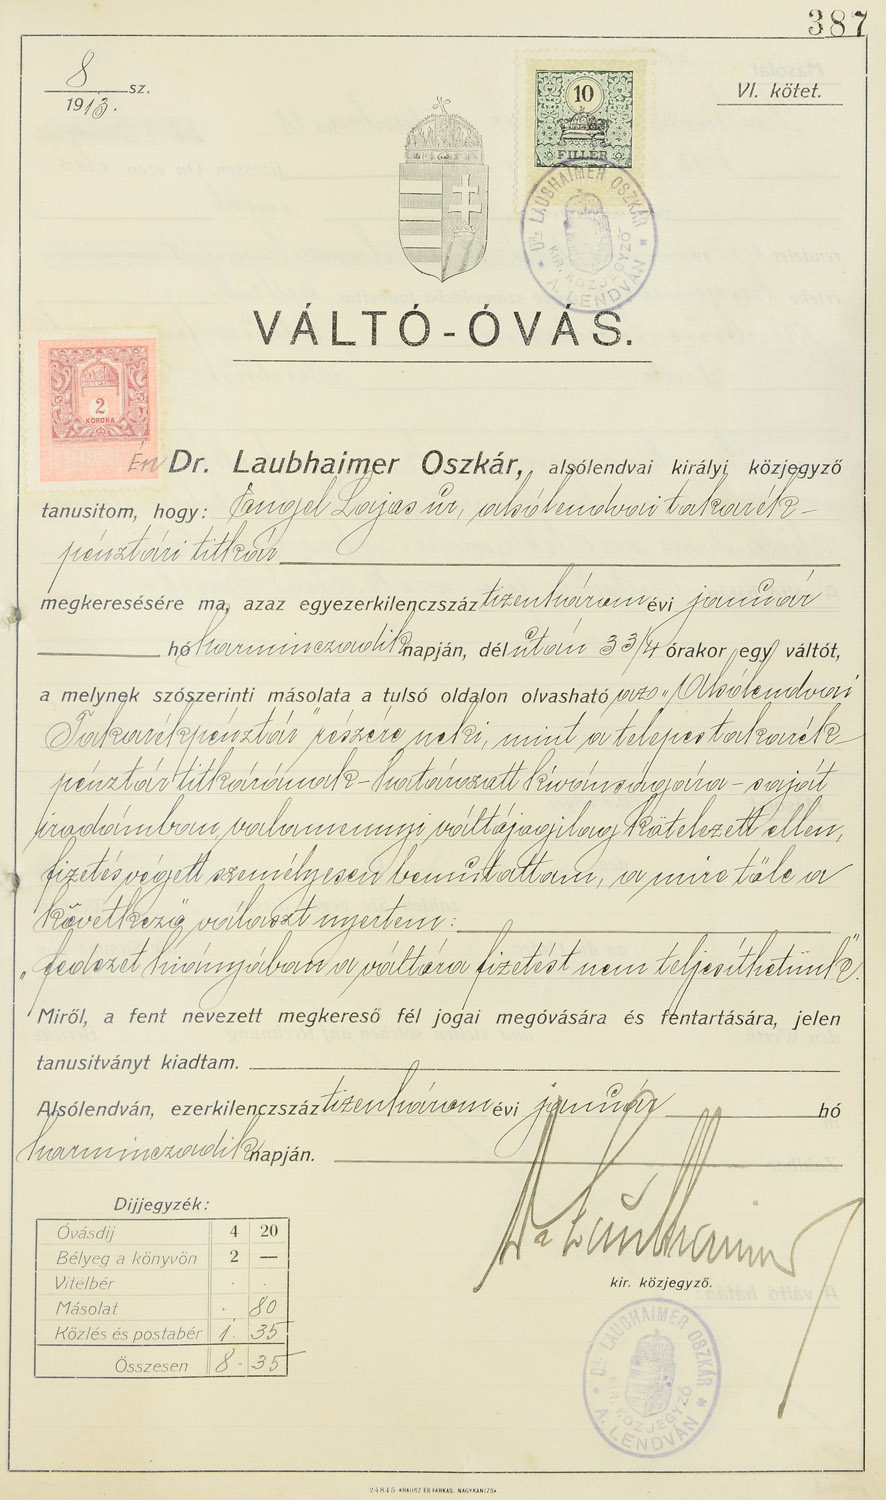 387
8 sz.
1913.
VI. kötet.
10
FILLÉR
Dr. LAUBHAIMER OSZKÁR
KIR. KÖZJEGYZŐ
A. LENDVÁN
VÁLTÓ-ÓVÁS.
2
KORONA
Én Dr. Laubhaimer Oszkár, alsólendvai királyi közjegyző
tanusitom, hogy: Engel Lajos úr, alsólendvai takarék-
pénztári titkár
megkeresésére ma, azaz egyezerkilenczszáz tizenhárom évi január
hó harminczadik napján, délután 3 3/4 órakor egy váltót,
a melynek szószerinti másolata a tulsó oldalon olvasható az „Alsólendvai
Takarékpénztár" részére neki, mint a telepes takarék-
pénztár titkárának - határozott kívánságára - saját
irodámban, valamennyi váltójogilag kötelezett ellen,
fizetés végett személyesen bemutattam, a mire tőle a
következő választ nyertem:
„fedezet hiányában a váltóra fizetést nem teljesíthetünk".
Miről, a fent nevezett megkereső fél jogai megóvására és fentartására, jelen
tanusitványt kiadtam.
Alsólendván, ezerkilenczszáz tizenhárom évi január hó
harminczadik napján.
Dr Laubhaimer
kir. közjegyző.
Dijjegyzék:
Óvásdij 4 20
Bélyeg a könyvön 2 —
Vitelbér . .
Másolat . 80
Közlés és postabér 1. 35
Összesen 8. 35
Dr. LAUBHAIMER OSZKÁR
KIR. KÖZJEGYZŐ
A. LENDVÁN
24845 KRAUSZ ÉS FARKAS, NAGYKANIZSA